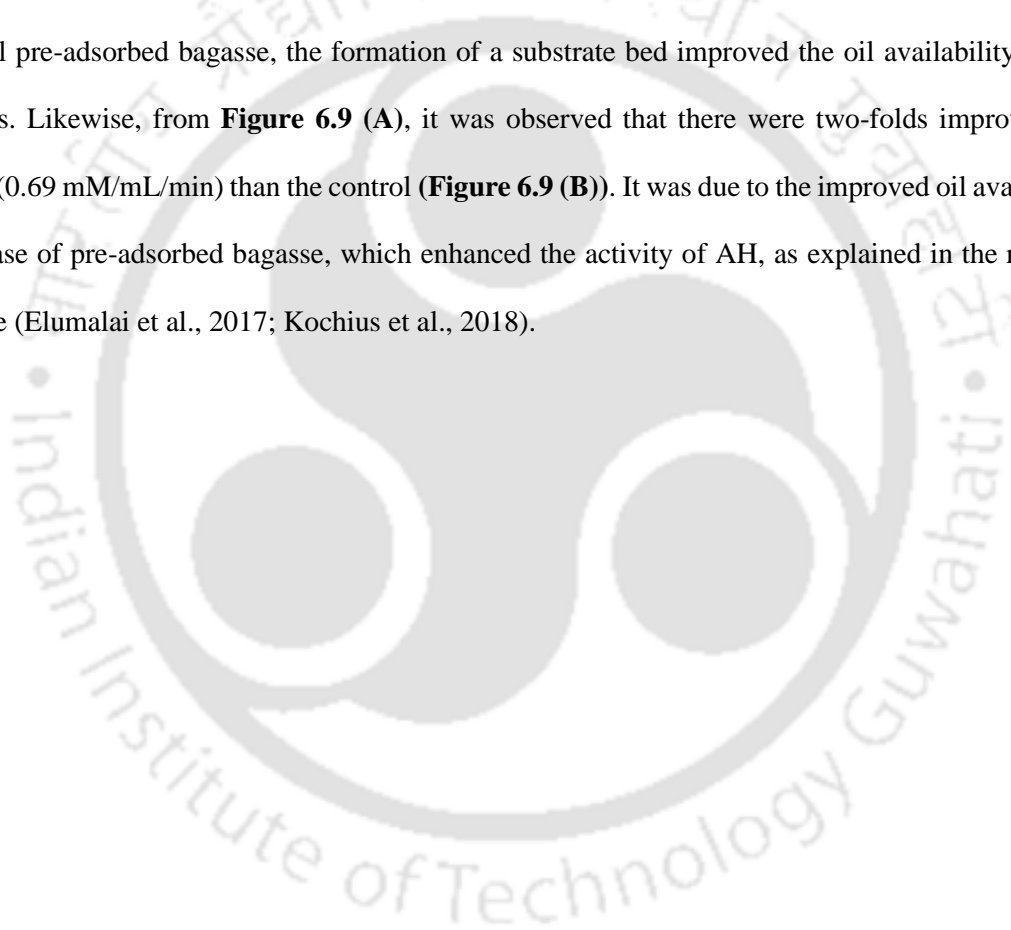 l pre-adsorbed bagasse, the formation of a substrate bed improved the oil availability
s. Likewise, from Figure 6.9 (A), it was observed that there were two-folds improv
(0.69 mM/mL/min) than the control (Figure 6.9 (B)). It was due to the improved oil ava
ase of pre-adsorbed bagasse, which enhanced the activity of AH, as explained in the r
e (Elumalai et al., 2017; Kochius et al., 2018).
Indian Institute of Technology Guwahati